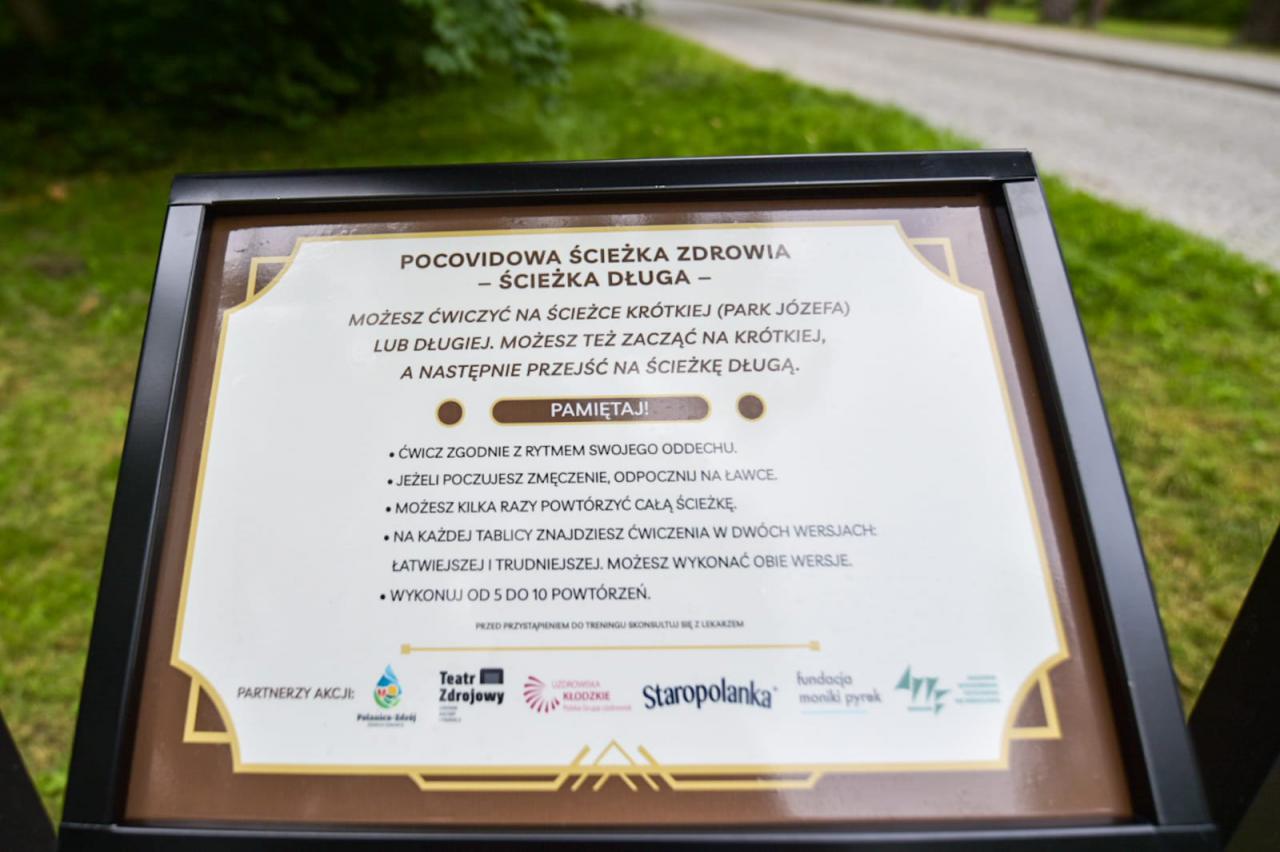 POCOVIDOWA ŚCIEŻKA ZDROWIA
– ŚCIEŻKA DŁUGA –
MOŻESZ ĆWICZYĆ NA ŚCIEŻCE KRÓTKIEJ (PARK JÓZEFA)
LUB DŁUGIEJ. MOŻESZ TEŻ ZACZĄĆ NA KRÓTKIEJ,
A NASTĘPNIE PRZEJŚĆ NA ŚCIEŻKĘ DŁUGĄ.
PAMIĘTAJ!
• ĆWICZ ZGODNIE Z RYTMEM SWOJEGO ODDECHU.
• JEŻELI POCZUJESZ ZMĘCZENIE, ODPOCZNIJ NA ŁAWCE.
• MOŻESZ KILKA RAZY POWTÓRZYĆ CAŁĄ ŚCIEŻKĘ.
• NA KAŻDEJ TABLICY ZNAJDZIESZ ĆWICZENIA W DWÓCH WERSJACH:
ŁATWIEJSZEJ I TRUDNIEJSZEJ. MOŻESZ WYKONAĆ OBIE WERSJE.
• WYKONUJ OD 5 DO 10 POWTÓRZEŃ.
PRZED PRZYSTĄPIENIEM DO TRENINGU SKONSULTUJ SIĘ Z LEKARZEM
PARTNERZY AKCJI:
Polanica-Zdrój
Teatr
Zdrojowy
UZDROWISKA
KŁODZKIE
Polska Grupa Uzdrowisk
Staropolanka
fundacja
moniki pyrek